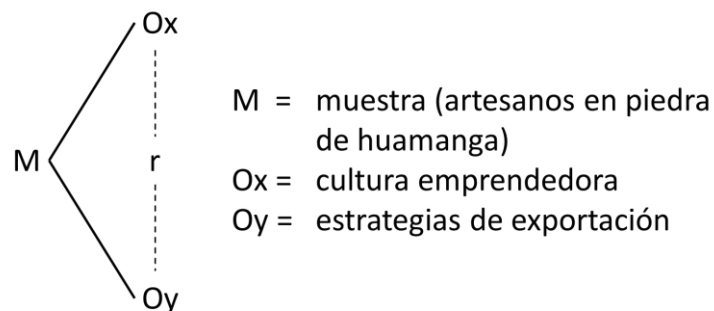 Ox
M
r
Oy
M = muestra (artesanos en piedra
de huamanga)
Ox = cultura emprendedora
Oy = estrategias de exportación